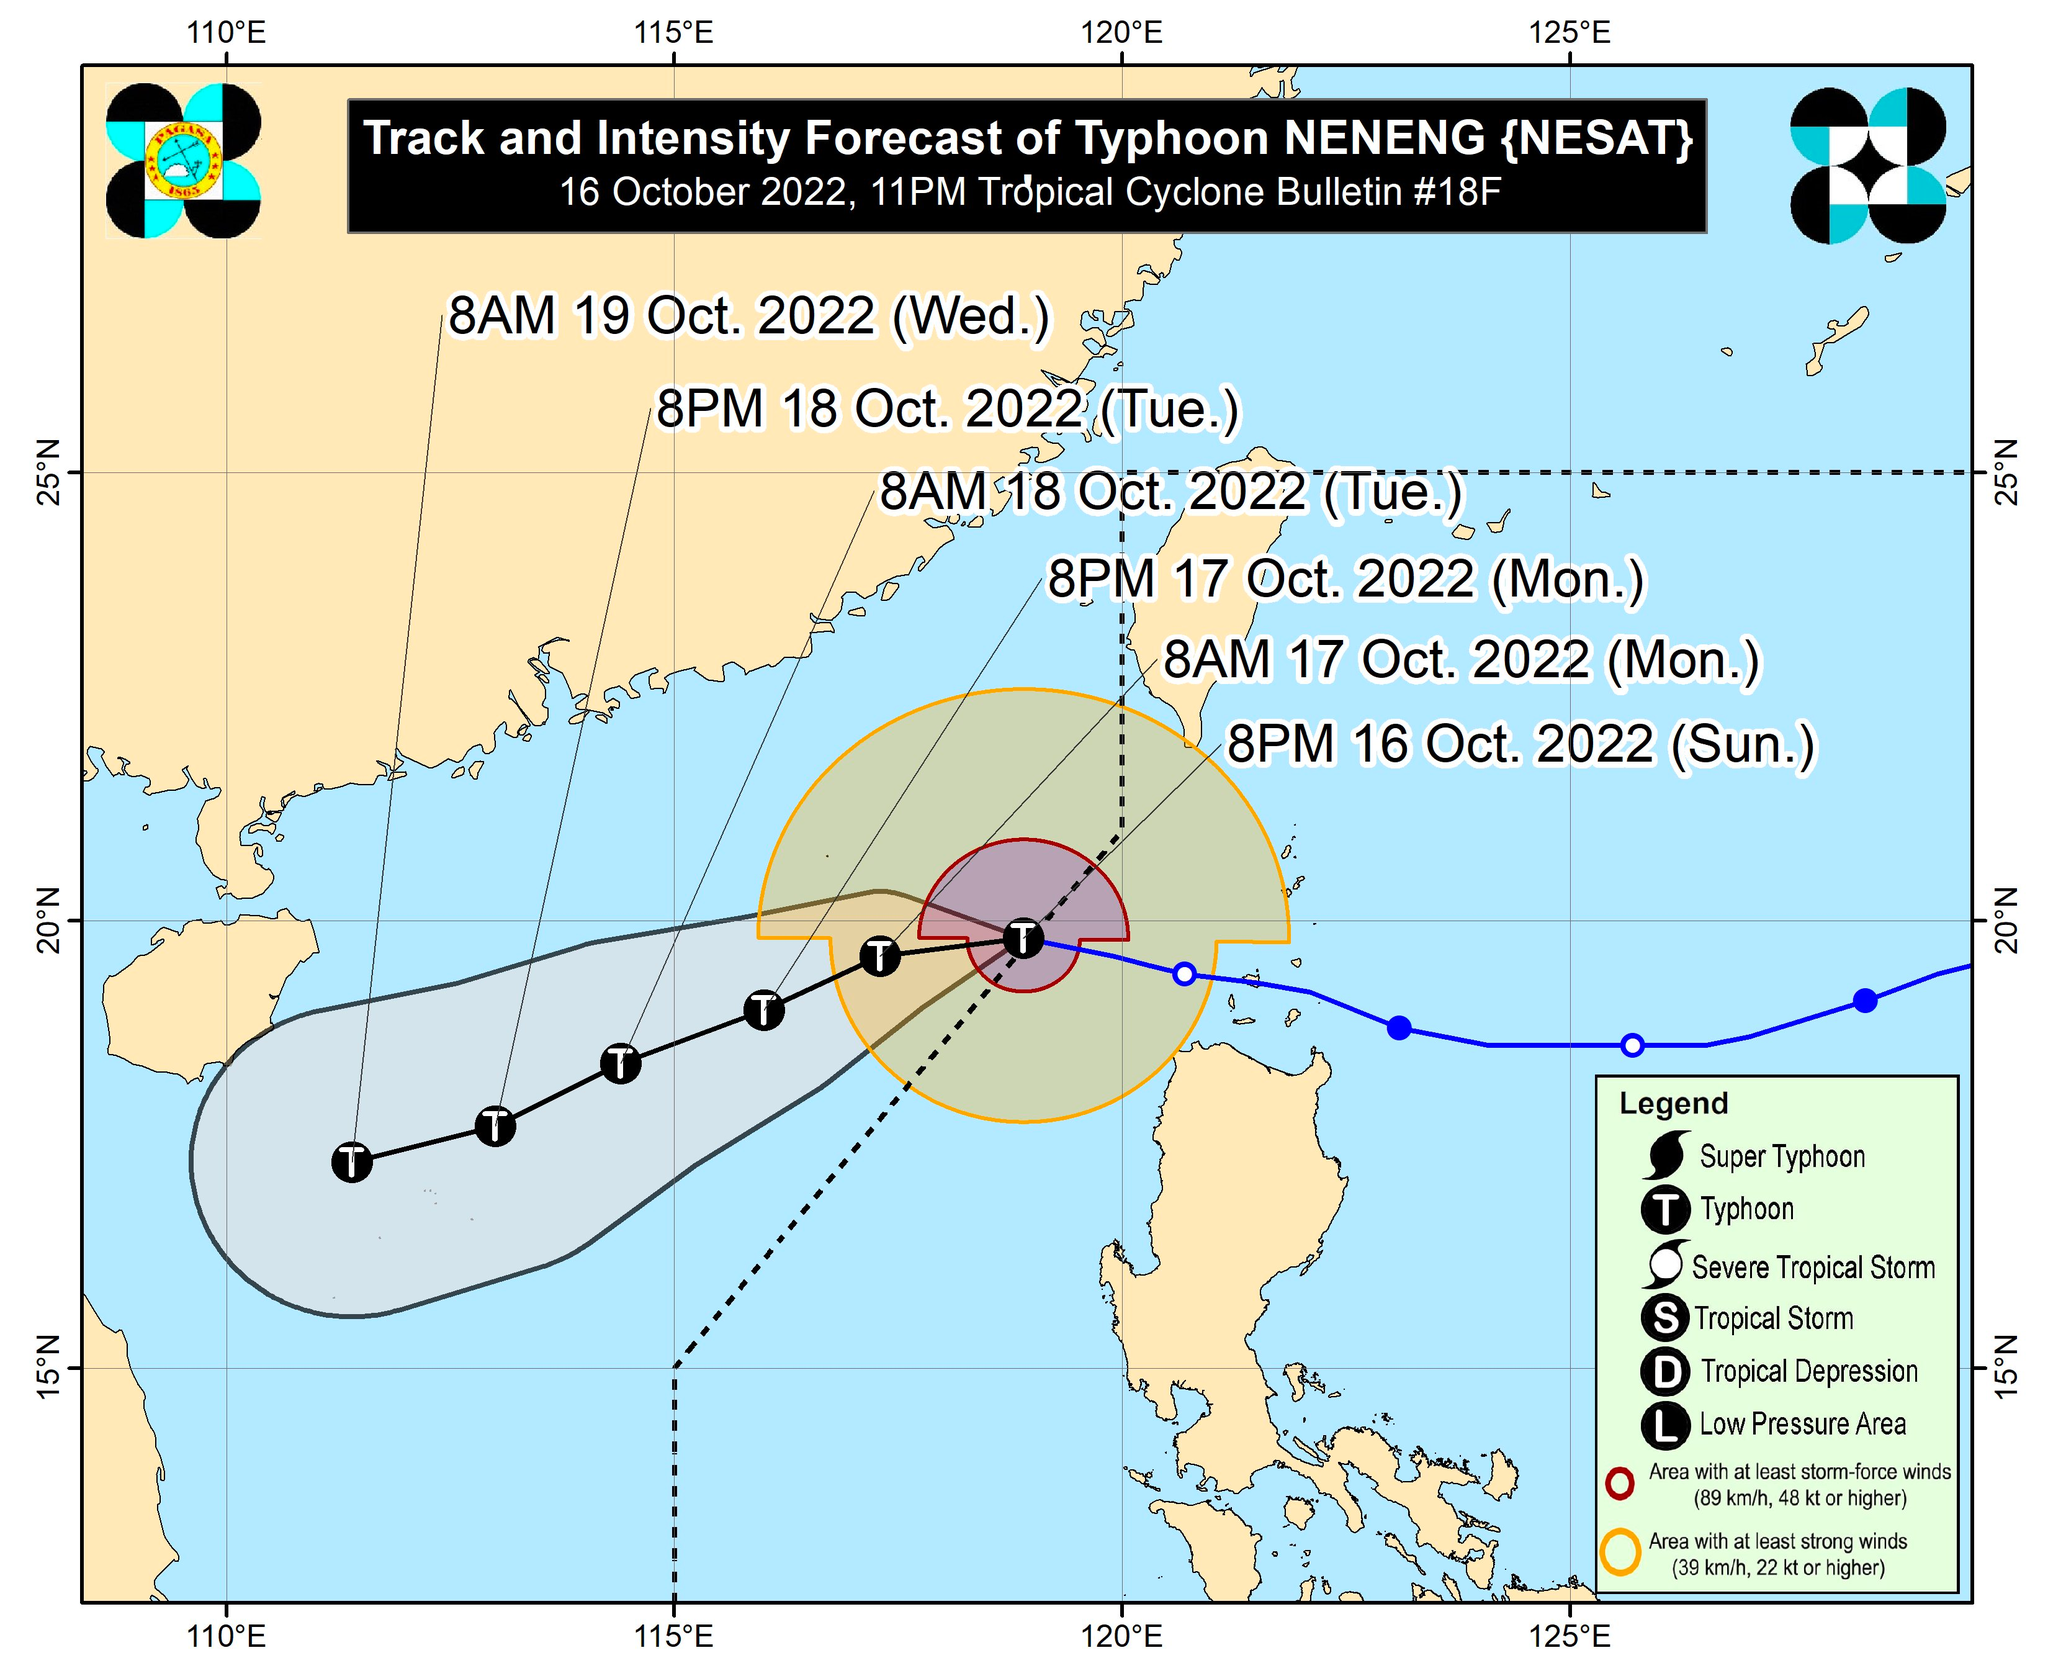 110°E 115°E 120°E 125°E
PAGASA
1865
Track and Intensity Forecast of Typhoon NENENG {NESAT}
16 October 2022, 11PM Tropical Cyclone Bulletin #18F
8AM 19 Oct. 2022 (Wed.)
8PM 18 Oct. 2022 (Tue.)
25°N 25°N
8AM 18 Oct. 2022 (Tue.)
8PM 17 Oct. 2022 (Mon.)
8AM 17 Oct. 2022 (Mon.)
8PM 16 Oct. 2022 (Sun.)
20°N 20°N
T
T
T
T
T
T
15°N 15°N
Legend
Super Typhoon
T Typhoon
Severe Tropical Storm
S Tropical Storm
D Tropical Depression
L Low Pressure Area
Area with at least storm-force winds
(89 km/h, 48 kt or higher)
Area with at least strong winds
(39 km/h, 22 kt or higher)
110°E 115°E 120°E 125°E